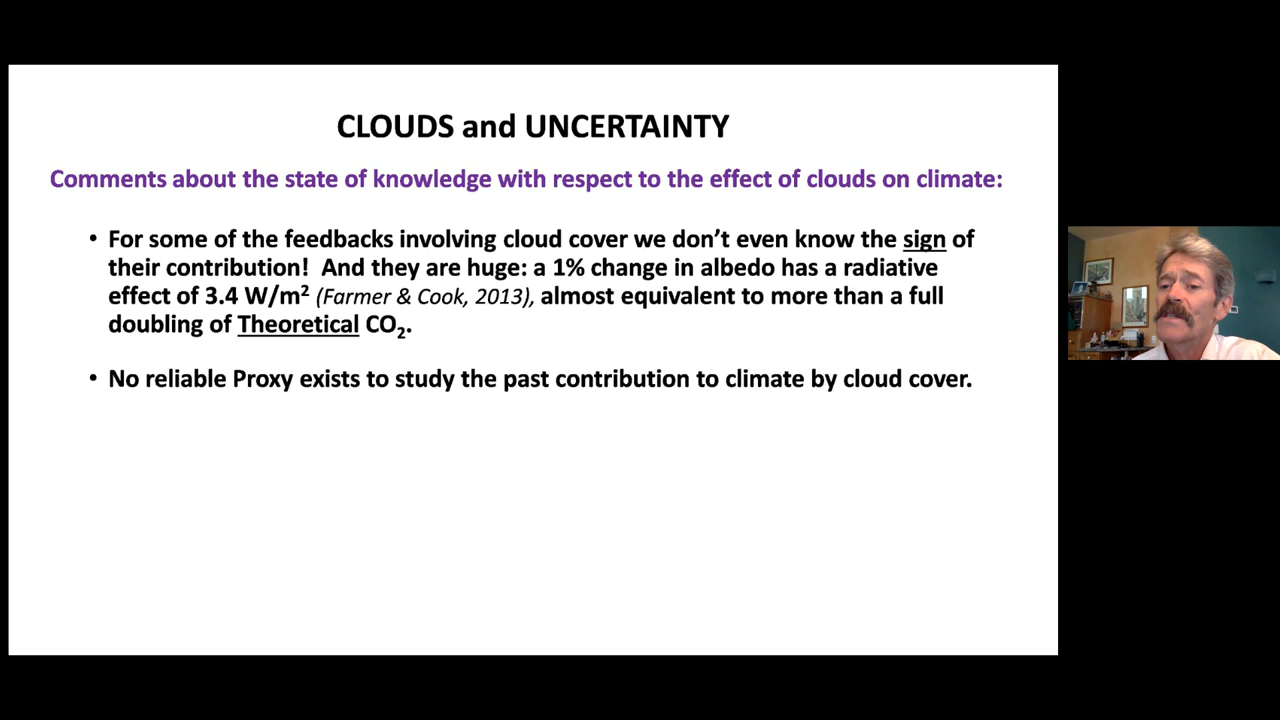 CLOUDS and UNCERTAINTY
Comments about the state of knowledge with respect to the effect of clouds on climate:
• For some of the feedbacks involving cloud cover we don’t even know the sign of
their contribution! And they are huge: a 1% change in albedo has a radiative
effect of 3.4 W/m² (Farmer & Cook, 2013), almost equivalent to more than a full
doubling of Theoretical CO₂.
• No reliable Proxy exists to study the past contribution to climate by cloud cover.